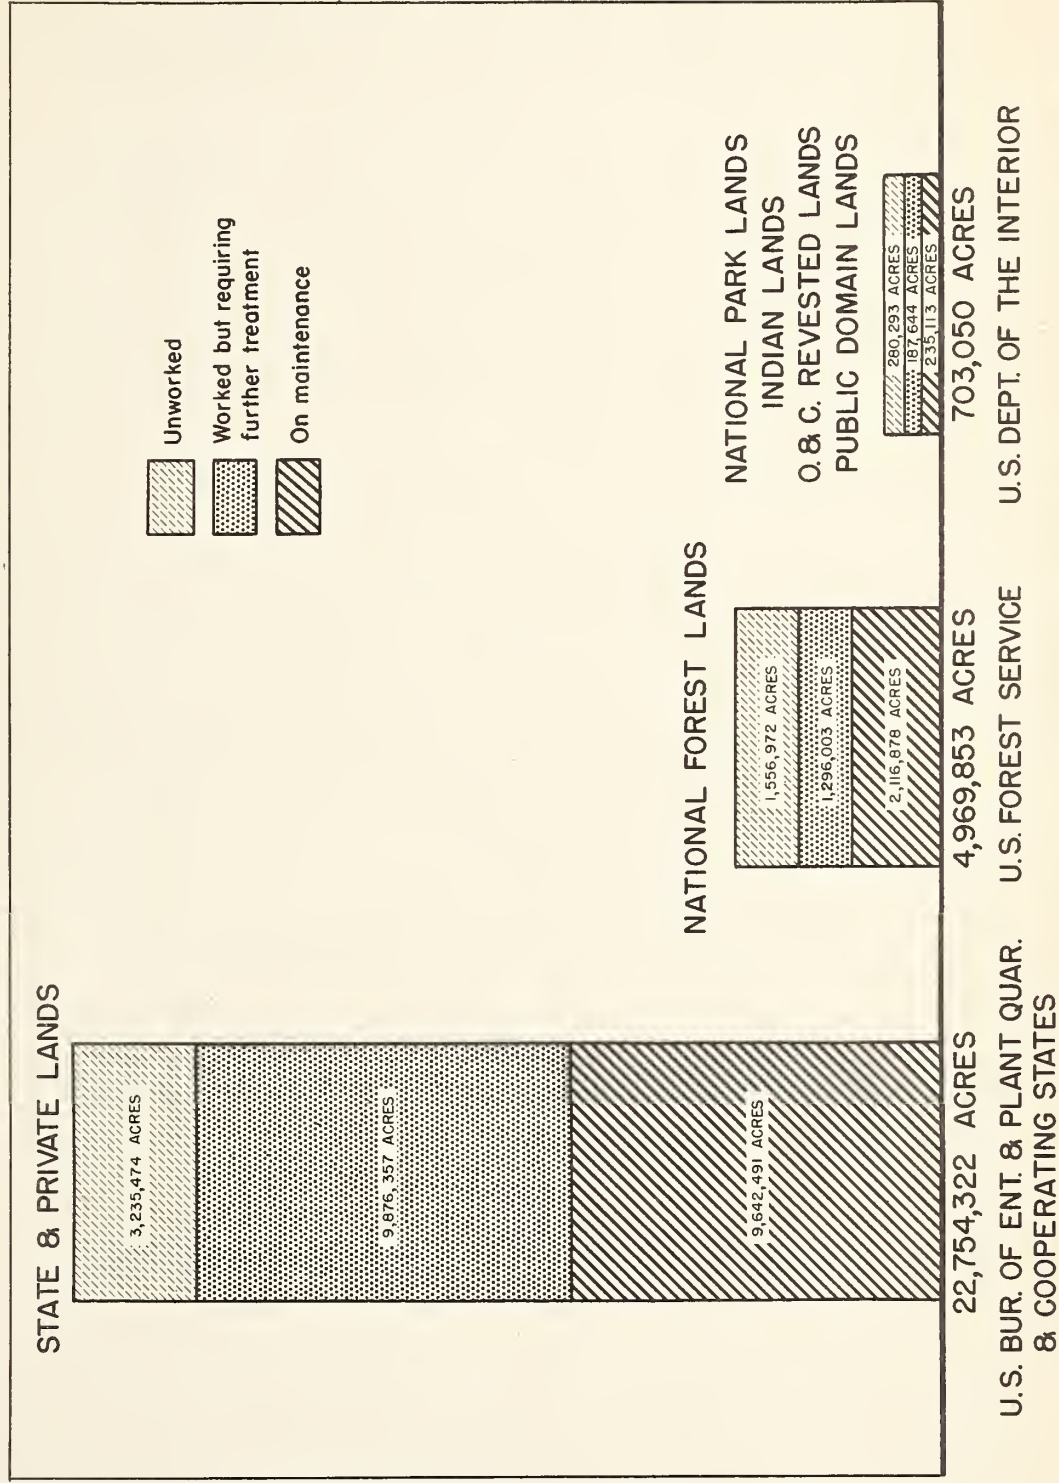 STATE & PRIVATE LANDS
3,235,474 ACRES
9,876,357 ACRES
9,642,491 ACRES
22,754,322 ACRES
U.S. BUR. OF ENT. & PLANT QUAR.
& COOPERATING STATES
NATIONAL FOREST LANDS
1,556,972 ACRES
1,296,003 ACRES
2,116,878 ACRES
4,969,853 ACRES
U.S. FOREST SERVICE
Unworked
Worked but requiring
further treatment
On maintenance
NATIONAL PARK LANDS
INDIAN LANDS
O. & C. REVESTED LANDS
PUBLIC DOMAIN LANDS
280,293 ACRES
187,644 ACRES
235,113 ACRES
703,050 ACRES
U.S. DEPT. OF THE INTERIOR